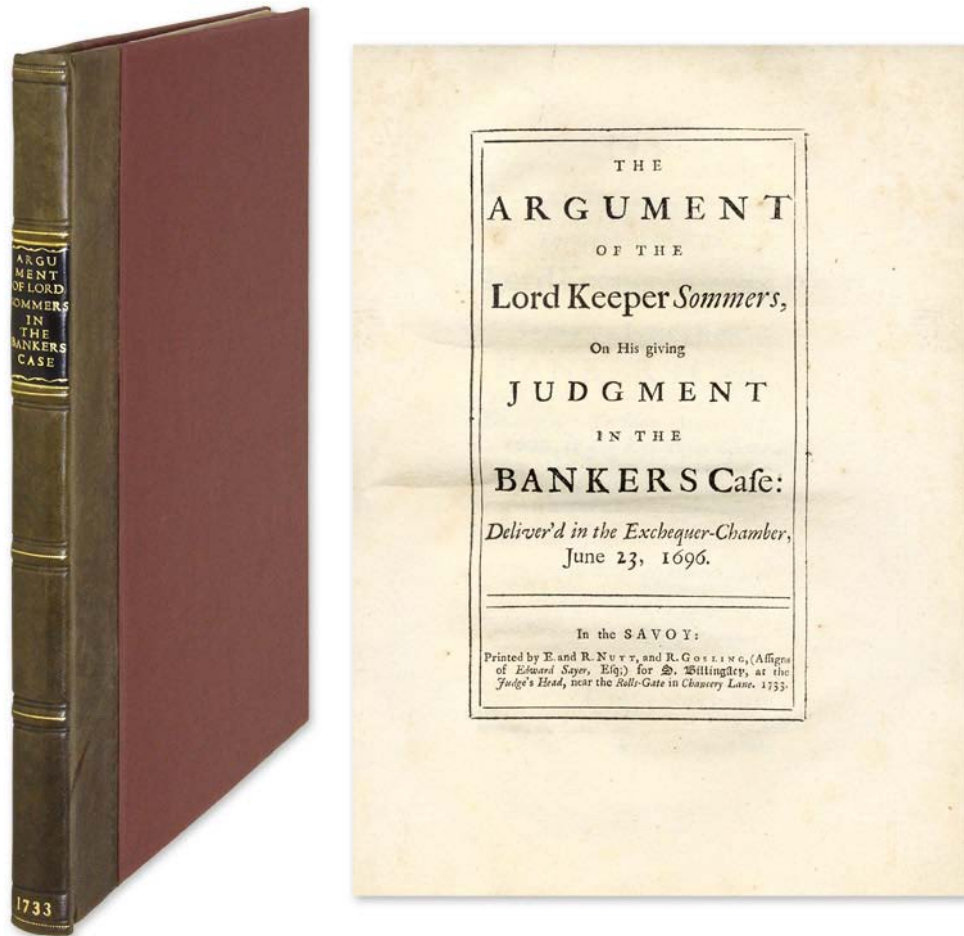 ARGU
MENT
OF LORD
SOMMERS
IN
THE
BANKERS
CASE
1733
THE
ARGUMENT
OF THE
Lord Keeper Sommers,
On His giving
JUDGMENT
IN THE
BANKERS Caſe:
Deliver'd in the Exchequer-Chamber,
June 23, 1696.
In the SAVOY:
Printed by E. and R. NUTT, and R. GOSLING, (Aſſigns
of Edward Sayer, Eſq;) for S. Billingſley, at the
Judge's Head, near the Rolls-Gate in Chancery Lane. 1733.